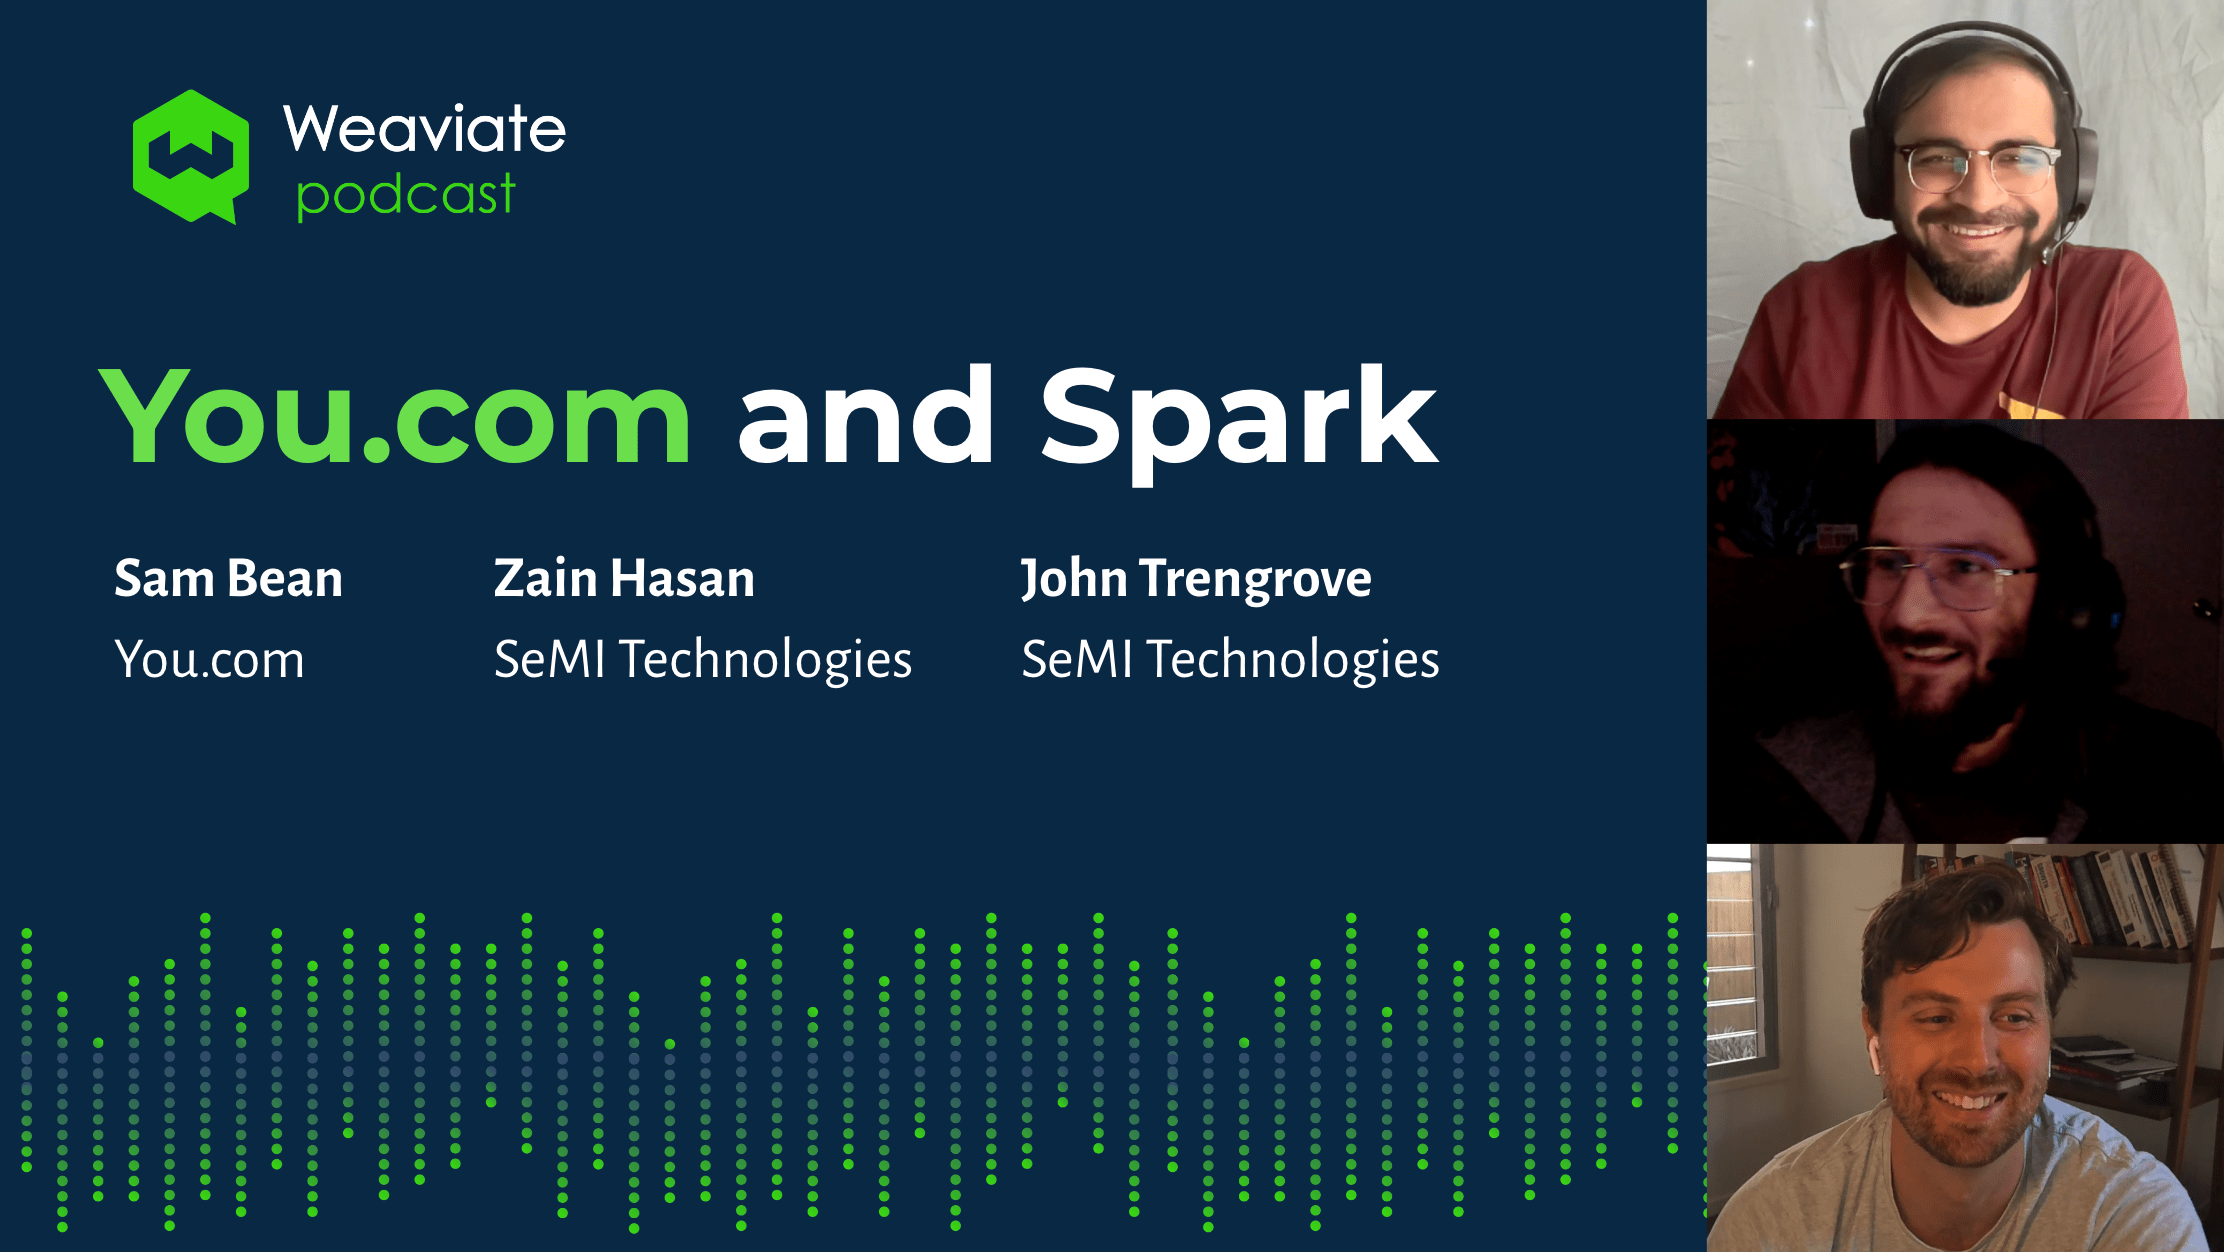 Weaviate
podcast
You.com and Spark
Sam Bean
You.com
Zain Hasan
SeMI Technologies
John Trengrove
SeMI Technologies